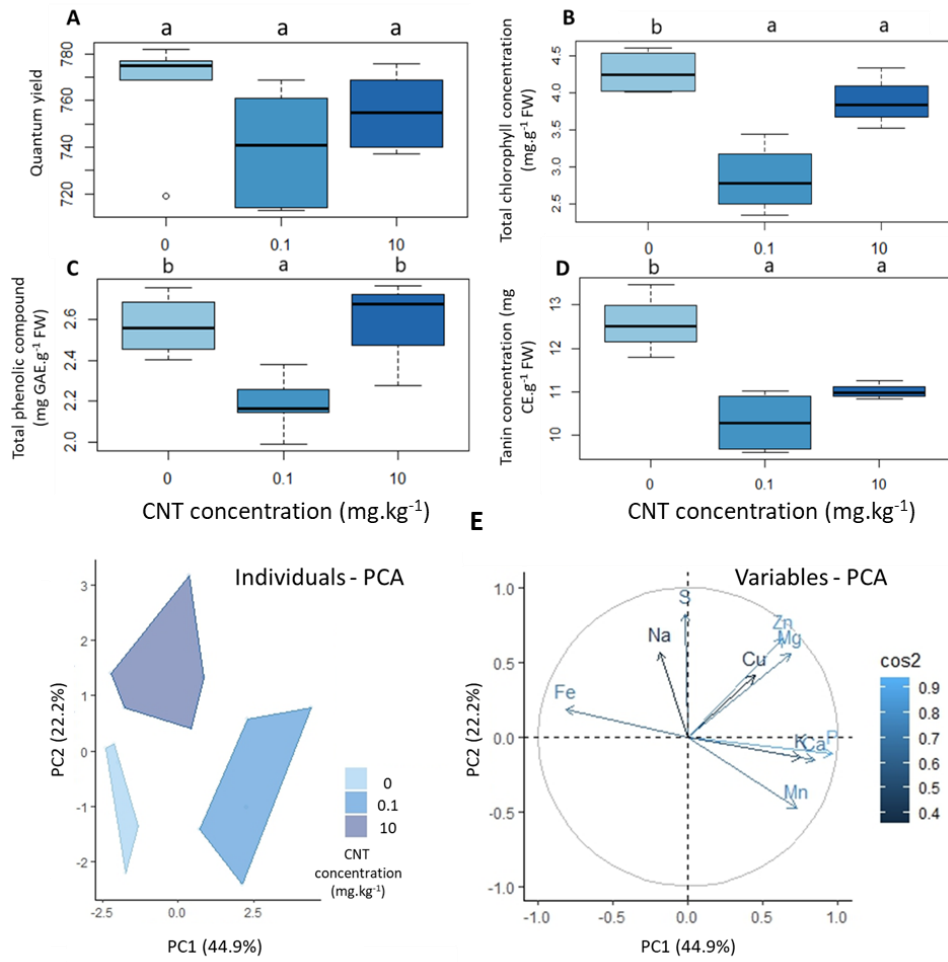 A
a
a
a
Quantum yield
780
760
740
720
0
0.1
10
B
b
a
a
Total chlorophyll concentration
(mg.g⁻¹ FW)
4.5
4.0
3.5
3.0
2.5
0
0.1
10
C
b
a
b
Total phenolic compound
(mg GAE.g⁻¹ FW)
2.6
2.4
2.2
2.0
0
0.1
10
CNT concentration (mg.kg⁻¹)
D
b
a
a
Tanin concentration (mg
CE.g⁻¹ FW)
13
12
11
10
0
0.1
10
CNT concentration (mg.kg⁻¹)
E
Individuals - PCA
PC2 (22.2%)
3
2
1
0
-1
-2
-2.5
0.0
2.5
PC1 (44.9%)
0
0.1
10
CNT
concentration
(mg.kg⁻¹)
Variables - PCA
PC2 (22.2%)
1.0
0.5
0.0
-0.5
-1.0
-1.0
-0.5
0.0
0.5
1.0
PC1 (44.9%)
S
Zn
Mg
Na
Cu
Fe
K
Ca
P
Mn
cos2
0.9
0.8
0.7
0.6
0.5
0.4